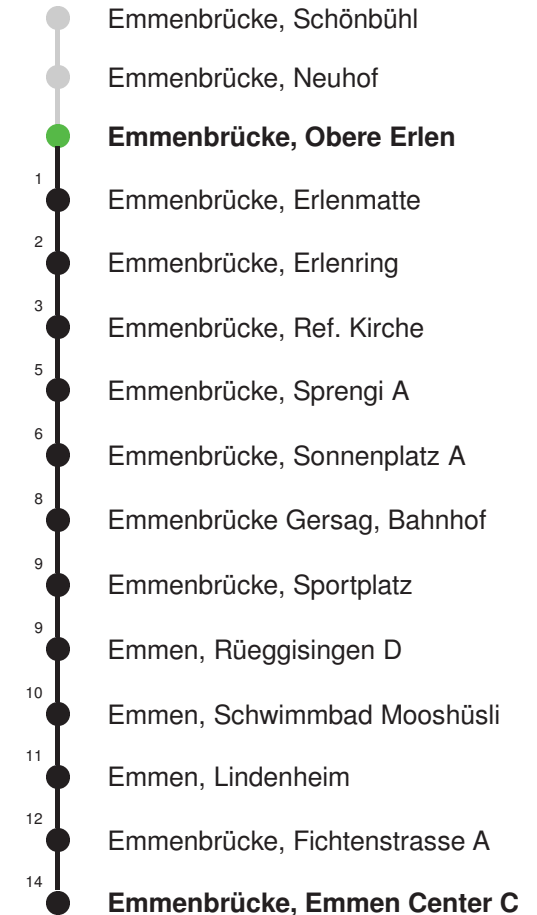 Emmenbrücke, Schönbühl
Emmenbrücke, Neuhof
Emmenbrücke, Obere Erlen
1 Emmenbrücke, Erlenmatte
2 Emmenbrücke, Erlenring
3 Emmenbrücke, Ref. Kirche
5 Emmenbrücke, Sprengi A
6 Emmenbrücke, Sonnenplatz A
8 Emmenbrücke Gersag, Bahnhof
9 Emmenbrücke, Sportplatz
9 Emmen, Rüeggisingen D
10 Emmen, Schwimmbad Mooshüsli
11 Emmen, Lindenheim
12 Emmenbrücke, Fichtenstrasse A
14 Emmenbrücke, Emmen Center C